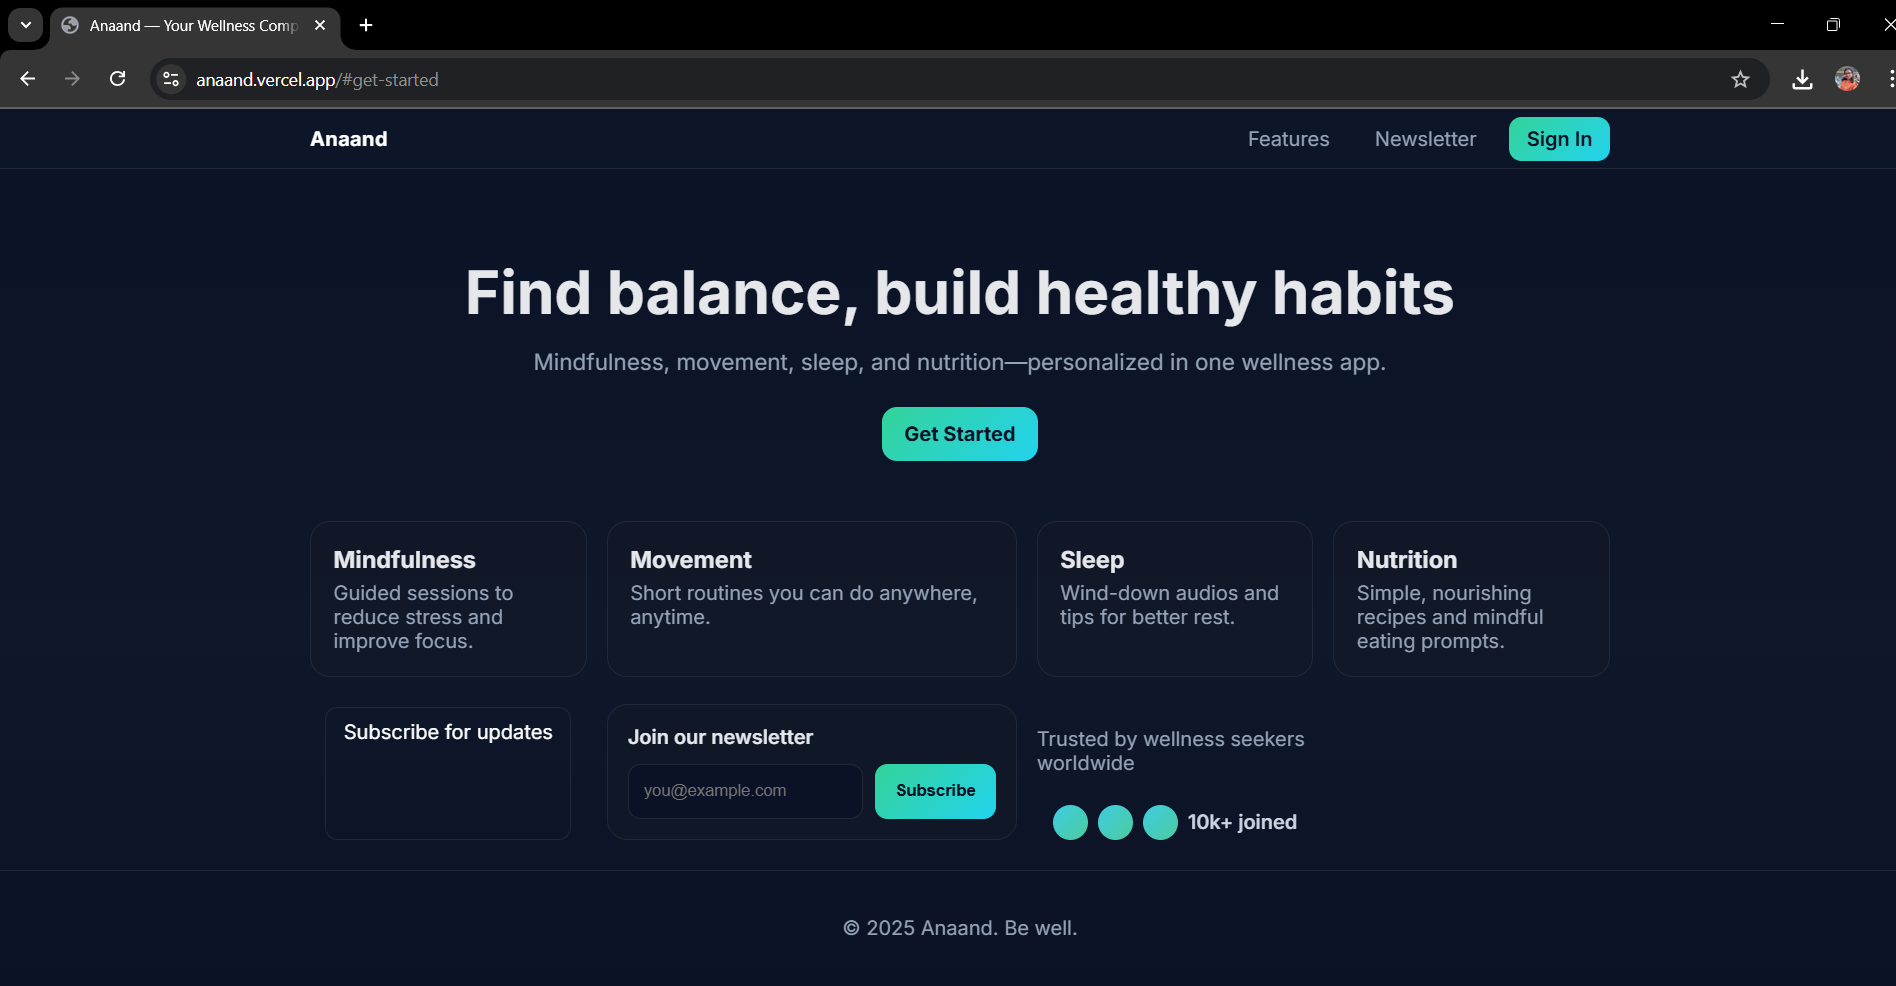 Anaand — Your Wellness Comp
anaand.vercel.app/#get-started
Anaand
Features
Newsletter
Sign In
Find balance, build healthy habits
Mindfulness, movement, sleep, and nutrition—personalized in one wellness app.
Get Started
Mindfulness
Guided sessions to
reduce stress and
improve focus.
Movement
Short routines you can do anywhere,
anytime.
Sleep
Wind-down audios and
tips for better rest.
Nutrition
Simple, nourishing
recipes and mindful
eating prompts.
Subscribe for updates
Join our newsletter
you@example.com
Subscribe
Trusted by wellness seekers
worldwide
10k+ joined
© 2025 Anaand. Be well.